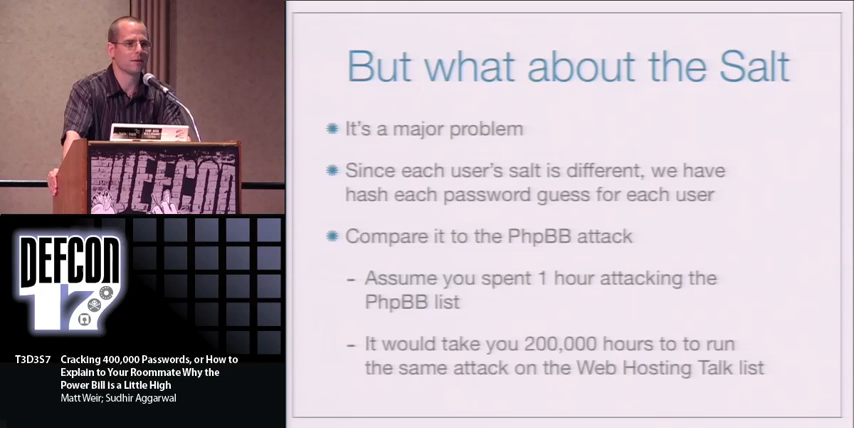 But what about the Salt
It's a major problem
Since each user's salt is different, we have
hash each password guess for each user
Compare it to the PhpBB attack
- Assume you spent 1 hour attacking the
PhpBB list
- It would take you 200,000 hours to to run
the same attack on the Web Hosting Talk list
DEFCON
DEFCON
17
T3D3S7 Cracking 400,000 Passwords, or How to
Explain to Your Roommate Why the
Power Bill is a Little High
Matt Weir; Sudhir Aggarwal